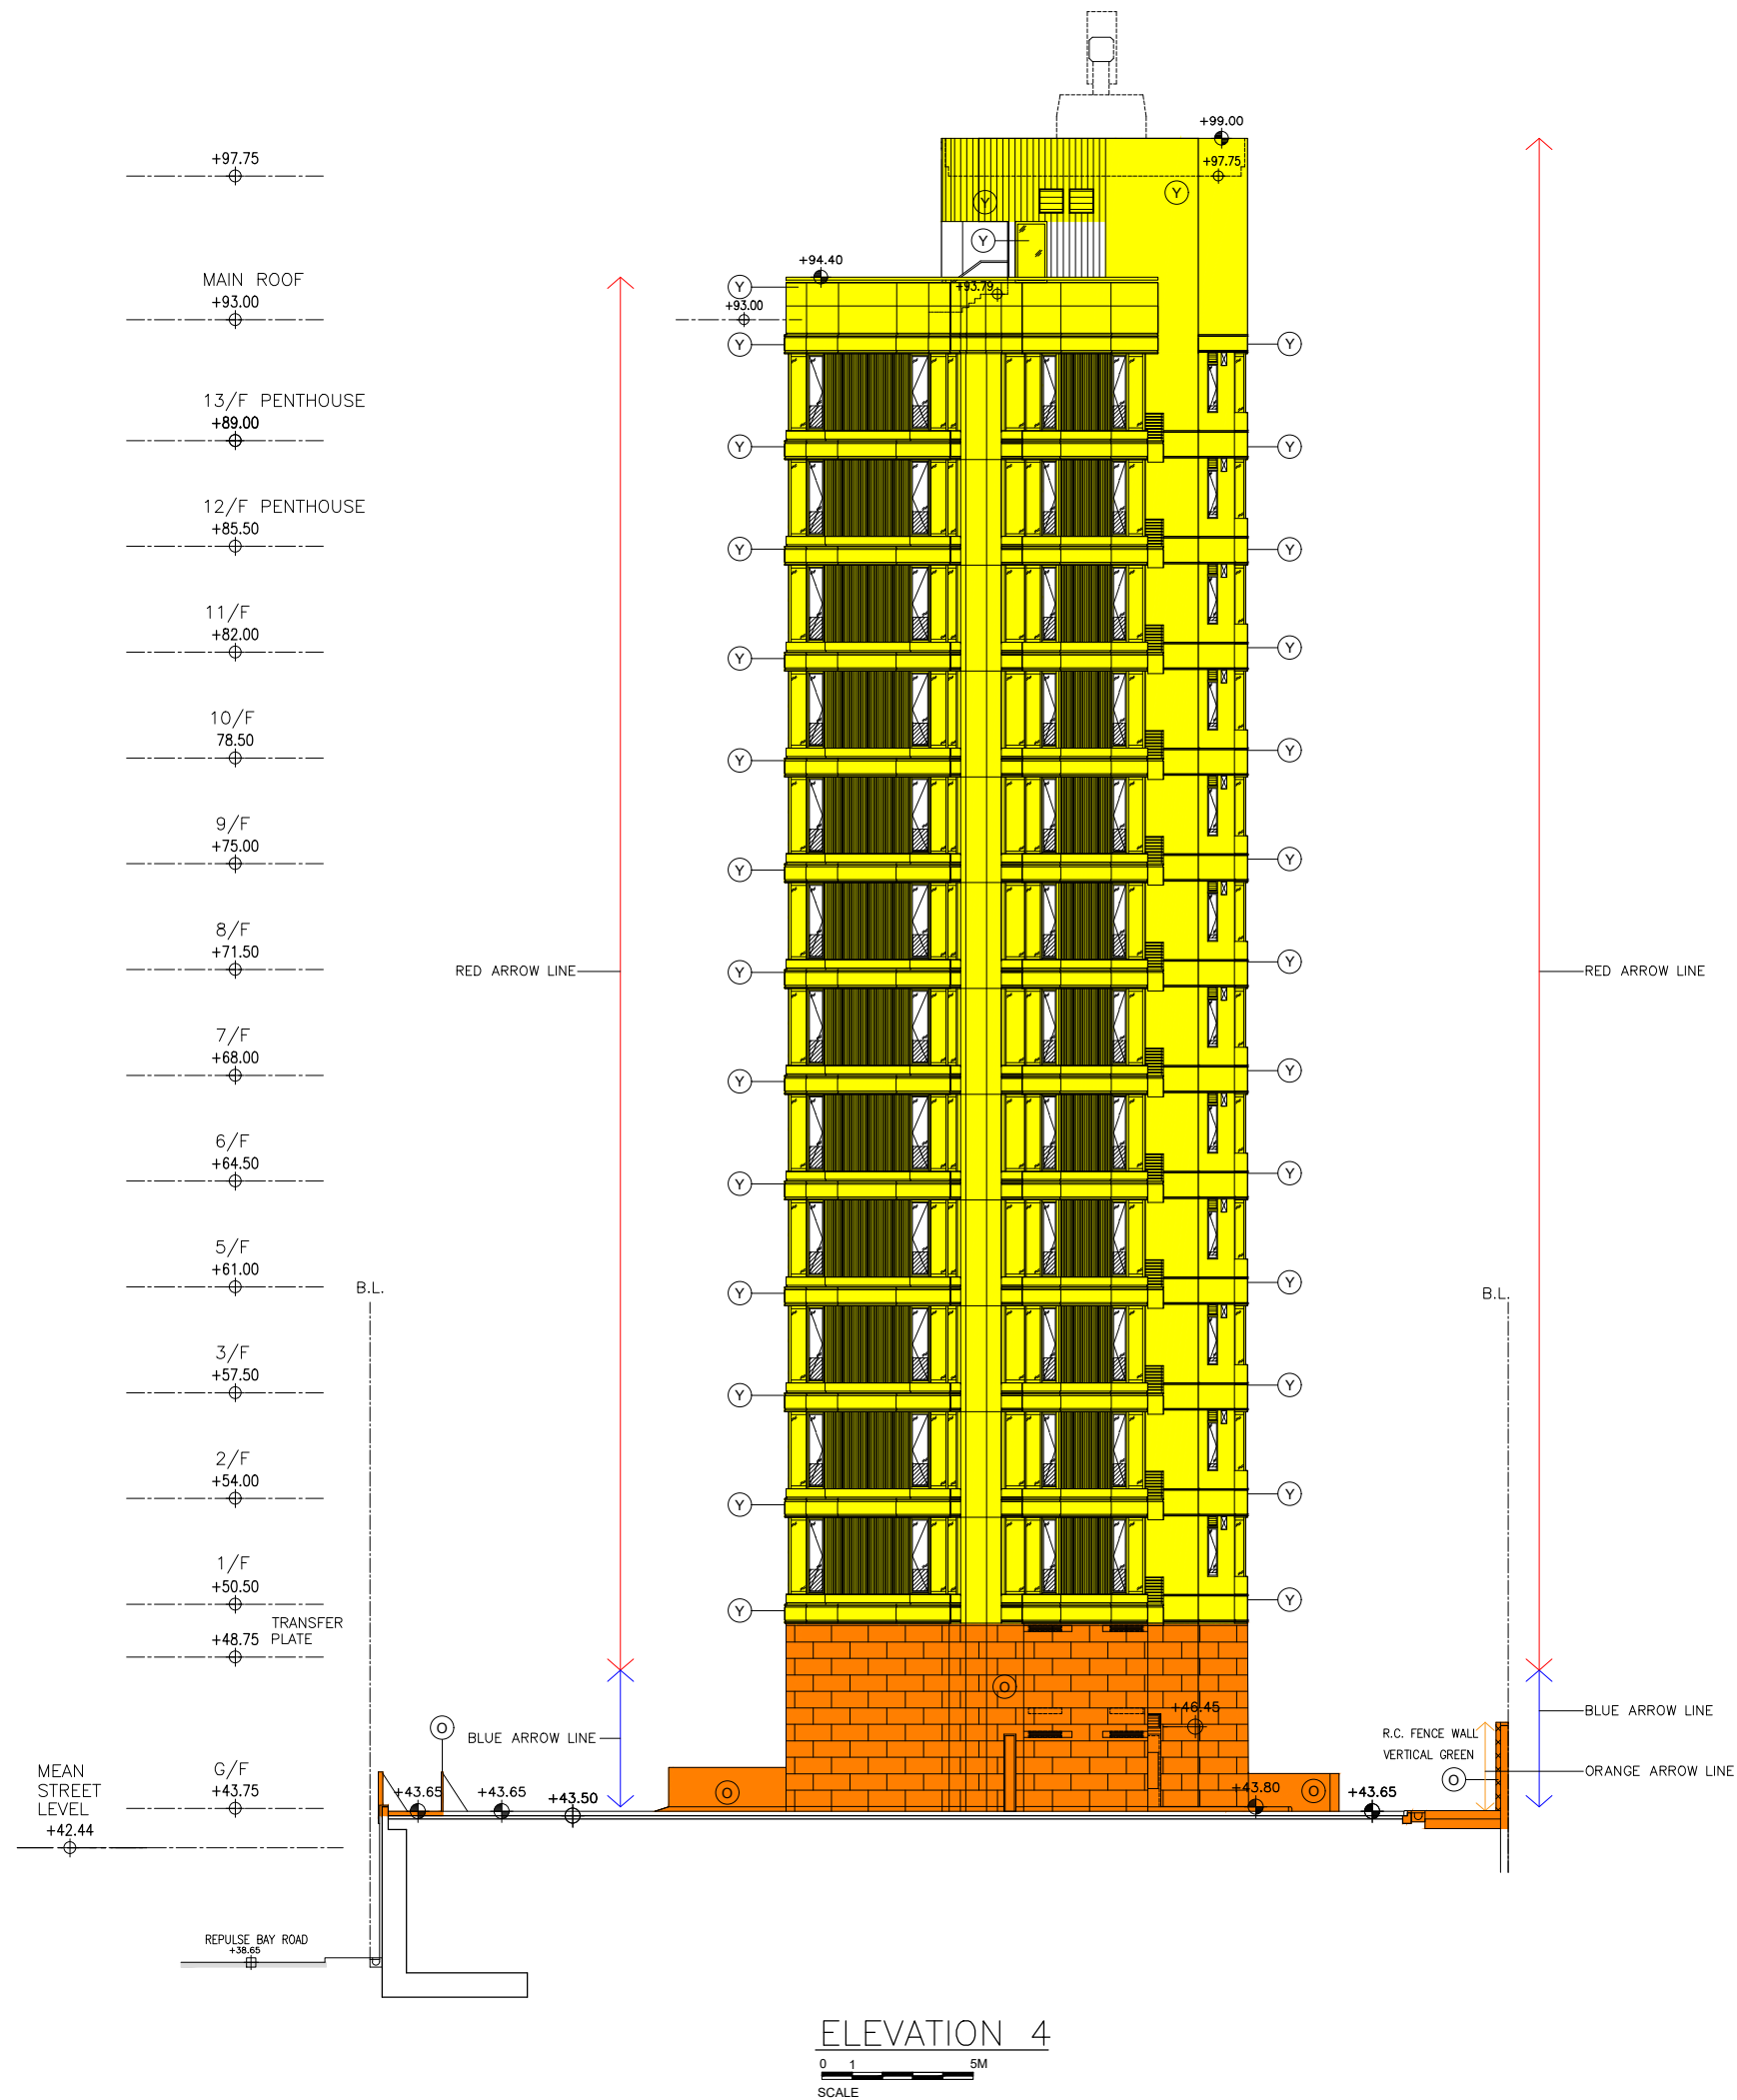 +99.00
+97.75
+97.75
Y
Y
Y
+94.40
MAIN ROOF
+93.00
Y
+93.79
+93.00
Y
Y
13/F PENTHOUSE
+89.00
Y
Y
12/F PENTHOUSE
+85.50
Y
Y
11/F
+82.00
Y
Y
10/F
78.50
Y
Y
9/F
+75.00
Y
Y
8/F
+71.50
RED ARROW LINE
Y
Y
RED ARROW LINE
7/F
+68.00
Y
Y
6/F
+64.50
Y
Y
5/F
+61.00
B.L.
Y
Y
B.L.
3/F
+57.50
Y
Y
2/F
+54.00
Y
Y
1/F
+50.50
Y
Y
TRANSFER
PLATE
+48.75
O
+46.45
BLUE ARROW LINE
O
BLUE ARROW LINE
R.C. FENCE WALL
VERTICAL GREEN
ORANGE ARROW LINE
O
MEAN
STREET
LEVEL
+42.44
G/F
+43.75
+43.65
+43.65
+43.50
O
O
+43.80
+43.65
REPULSE BAY ROAD
+38.65
ELEVATION 4
0 1 5M
SCALE